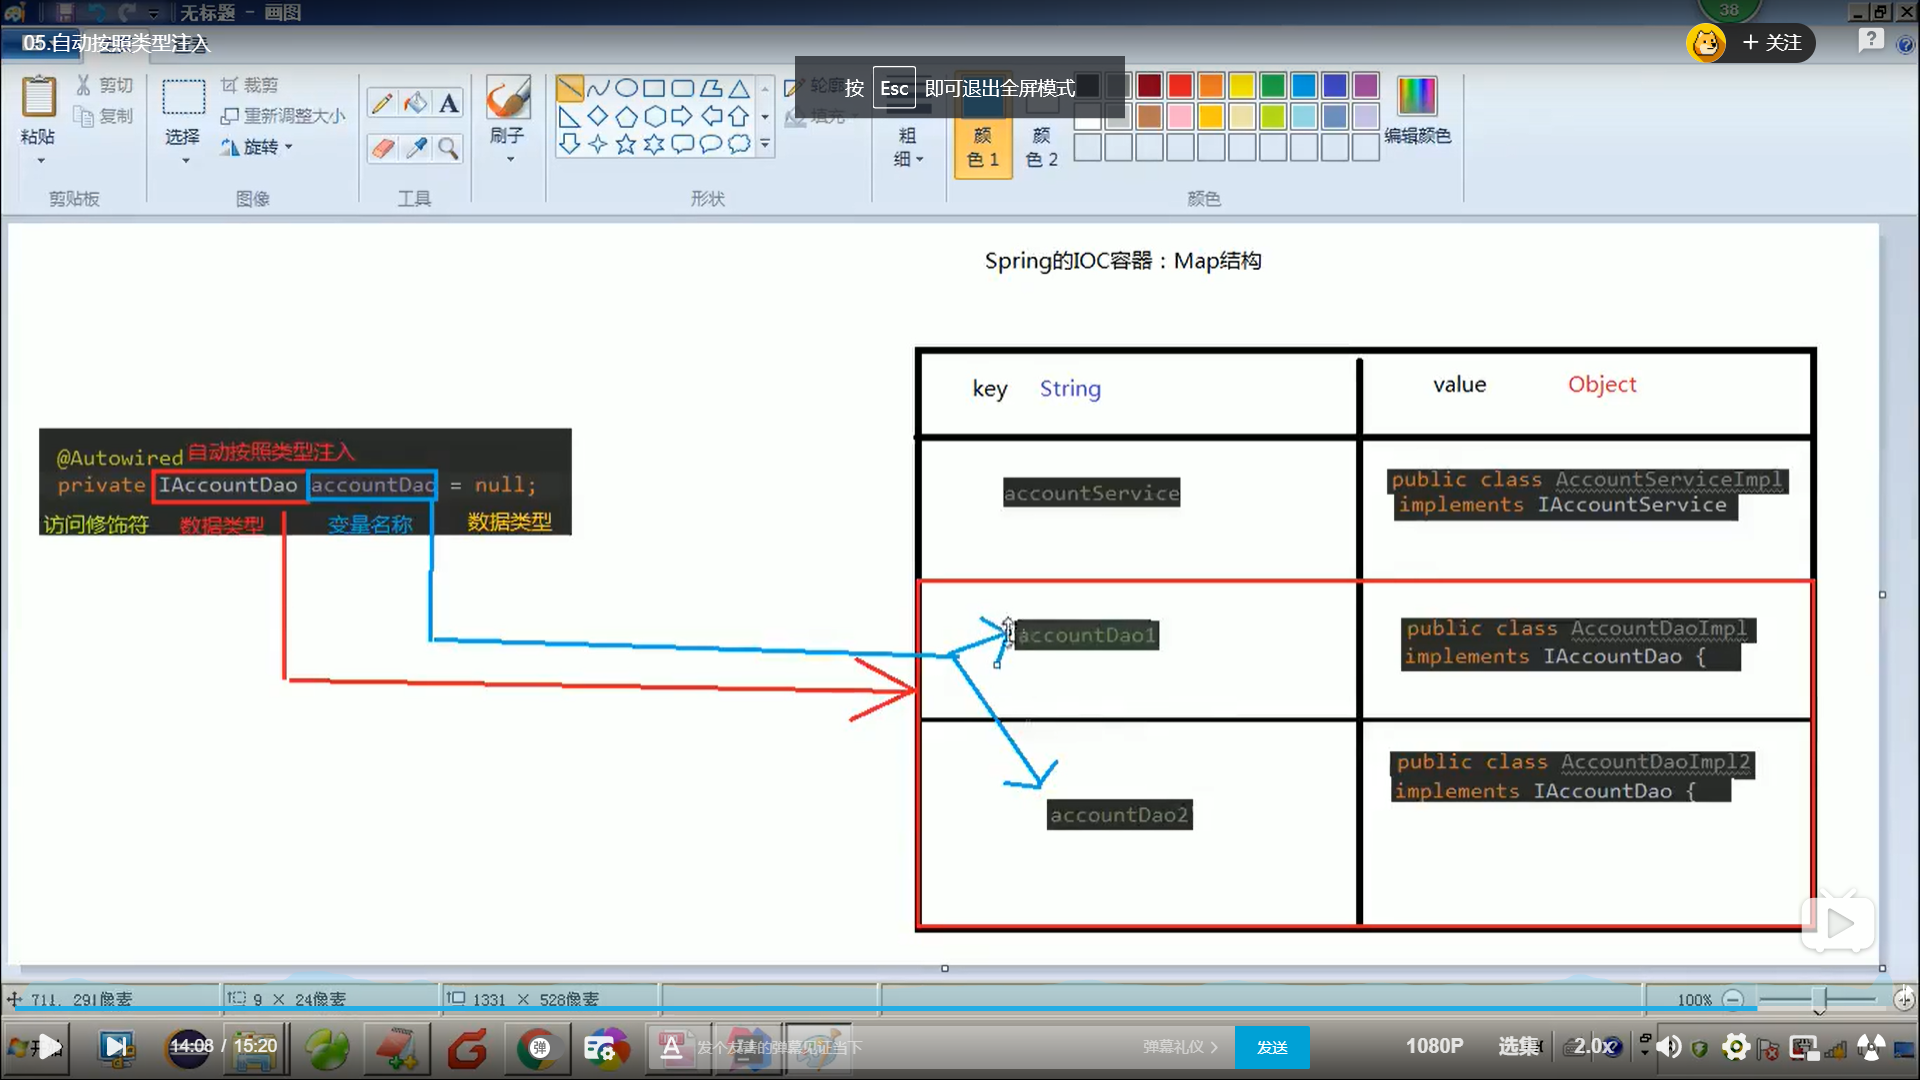 无标题 - 画图
38
05.自动按照类型注入
+ 关注
按 Esc 即可退出全屏模式
粘贴
剪切
复制
剪贴板
选择
裁剪
重新调整大小
旋转
图像
A
工具
刷子
轮廓
填充
形状
粗细
颜色 1
颜色 2
编辑颜色
颜色
Spring的IOC容器：Map结构
key String
value Object
@Autowired 自动按照类型注入
private IAccountDao accountDao = null;
访问修饰符 数据类型 变量名称 数据类型
accountService
public class AccountServiceImpl
implements IAccountService
accountDao1
public class AccountDaoImpl
implements IAccountDao {
accountDao2
public class AccountDaoImpl2
implements IAccountDao {
711, 291像素
9 × 24像素
1331 × 528像素
100%
14:08 / 15:20
弹
A
发个友善的弹幕见证当下
弹幕礼仪 >
发送
1080P
选集
2.0x